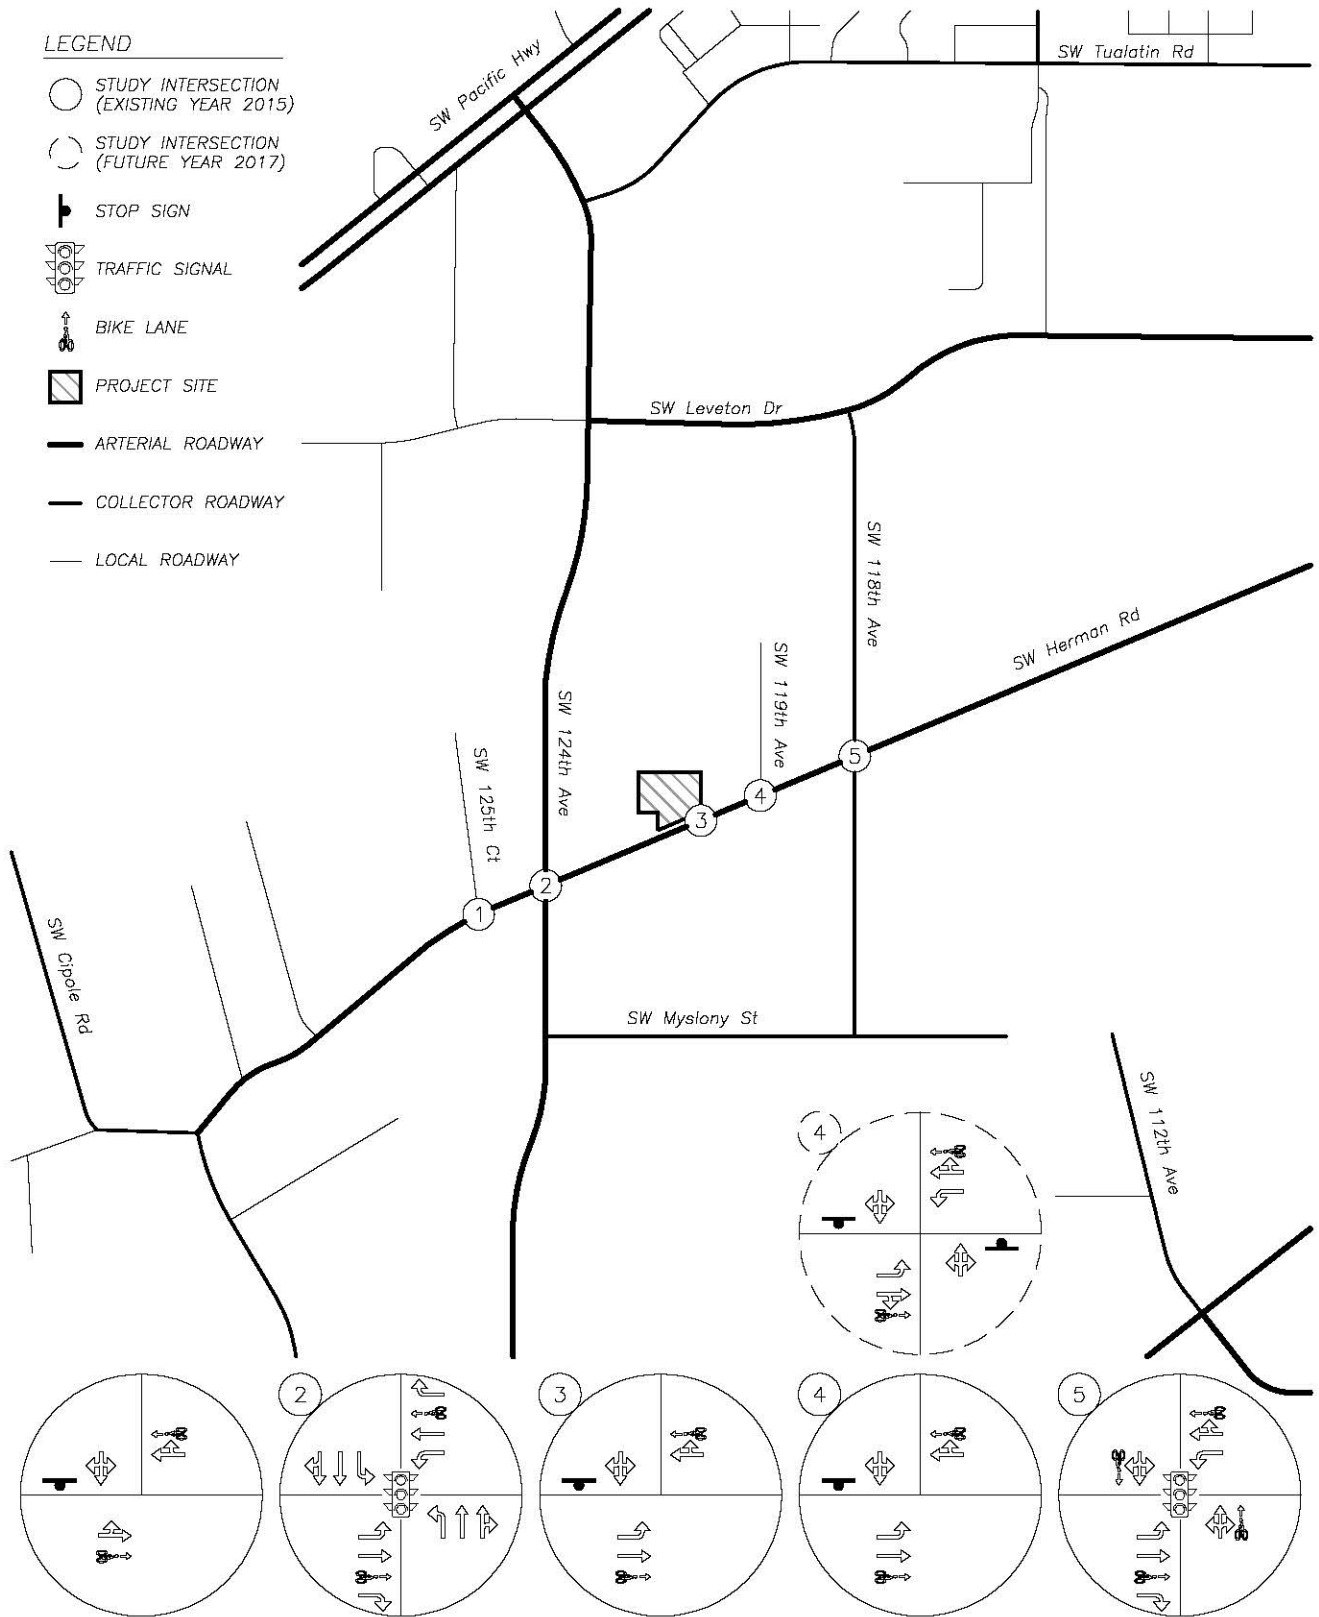 LEGEND
STUDY INTERSECTION
(EXISTING YEAR 2015)
STUDY INTERSECTION
(FUTURE YEAR 2017)
STOP SIGN
TRAFFIC SIGNAL
BIKE LANE
PROJECT SITE
ARTERIAL ROADWAY
COLLECTOR ROADWAY
LOCAL ROADWAY
SW Pacific Hwy
SW Tualatin Rd
SW Leveton Dr
SW 118th Ave
SW Herman Rd
SW 119th Ave
SW 124th Ave
SW 125th Ct
5
4
3
2
1
SW Cipole Rd
SW Myslony St
SW 112th Ave
4
2
3
4
5